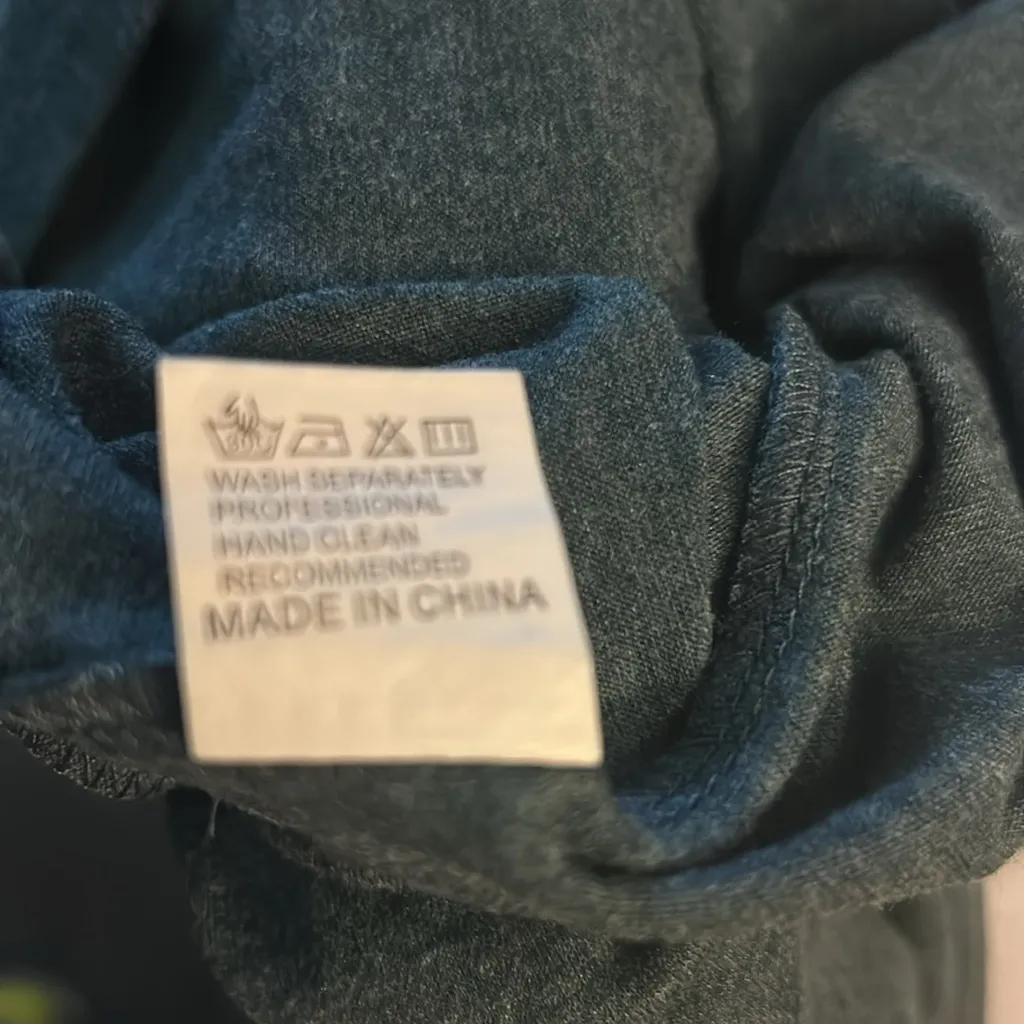 WASH SEPARATELY
PROFESSIONAL
HAND CLEAN
RECOMMENDED
MADE IN CHINA